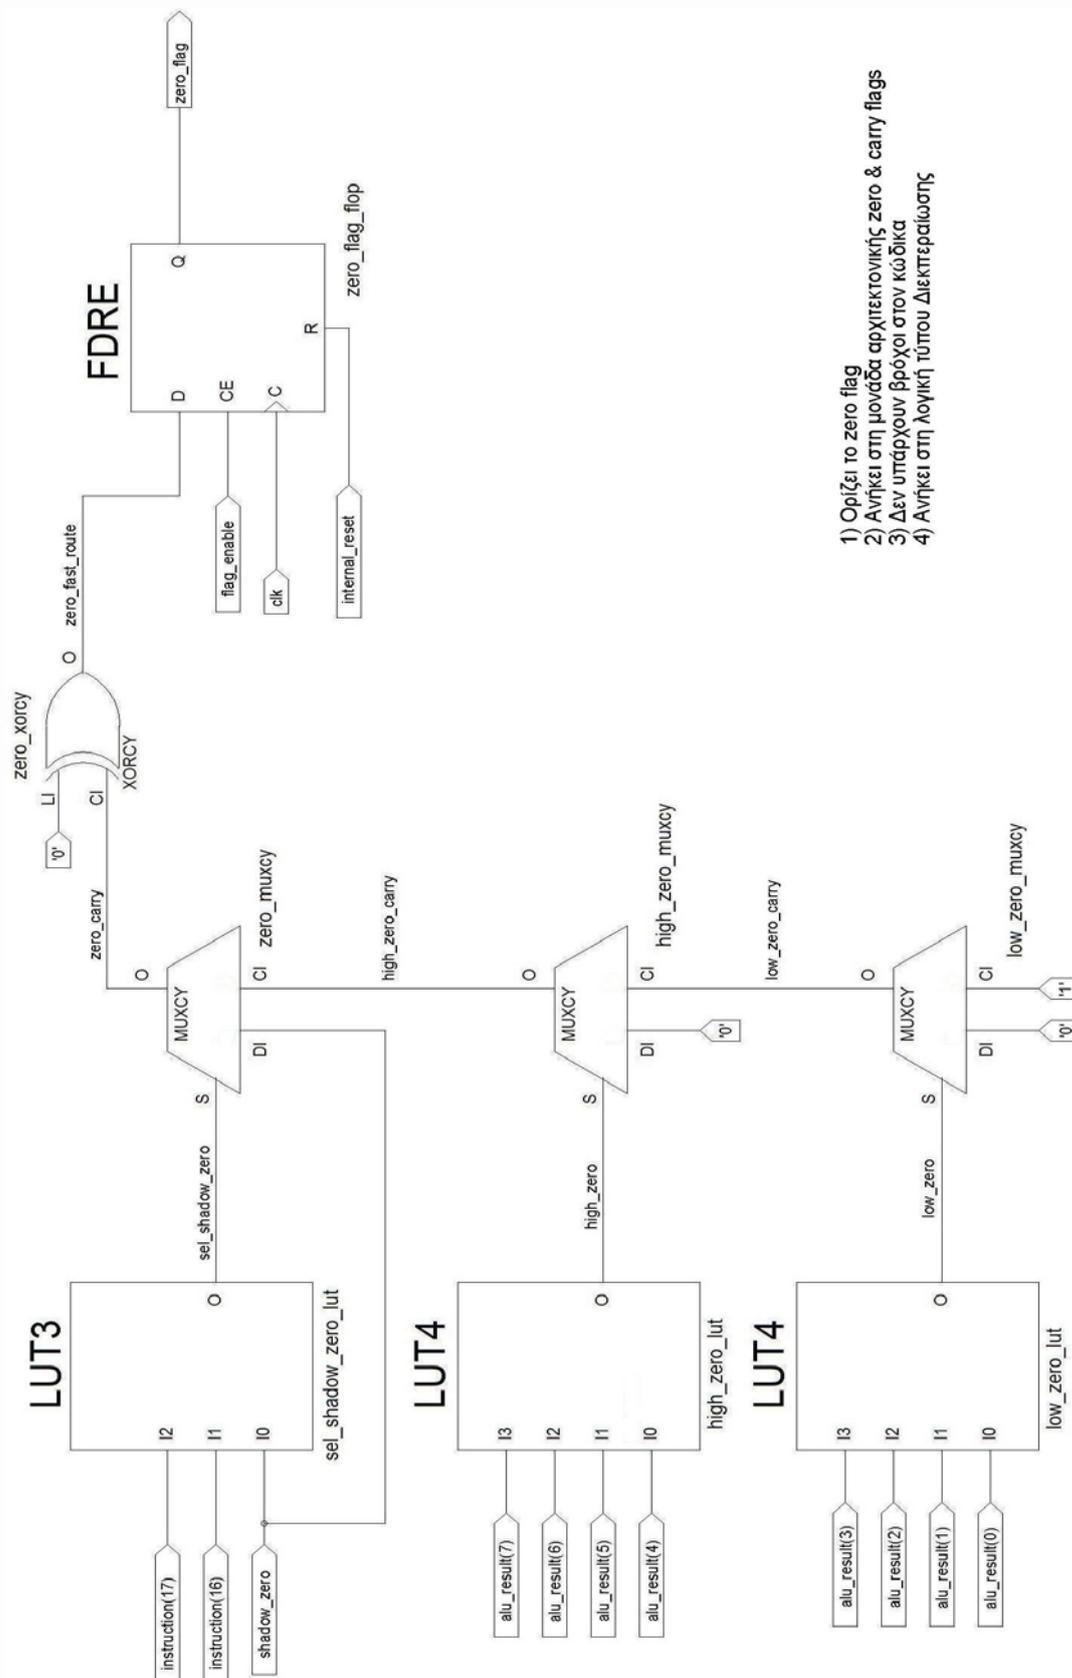 zero_flag
FDRE
D
Q
CE
C
R
zero_flag_flop
flag_enable
clk
internal_reset
zero_fast_route
O
zero_xorcy
LI
CI
XORCY
'0'
zero_carry
LUT3
I2
I1
I0
O
sel_shadow_zero_lut
instruction(17)
instruction(16)
shadow_zero
sel_shadow_zero
S
MUXCY
O
DI
CI
zero_muxcy
high_zero_carry
LUT4
I3
I2
I1
I0
O
high_zero_lut
alu_result(7)
alu_result(6)
alu_result(5)
alu_result(4)
high_zero
S
MUXCY
O
DI
CI
'0'
high_zero_muxcy
low_zero_carry
LUT4
I3
I2
I1
I0
O
low_zero_lut
alu_result(3)
alu_result(2)
alu_result(1)
alu_result(0)
low_zero
S
MUXCY
O
DI
CI
'0'
'1'
low_zero_muxcy
1) Ορίζει το zero flag
2) Ανήκει στη μονάδα αρχιτεκτονικής zero & carry flags
3) Δεν υπάρχουν βρόχοι στον κώδικα
4) Ανήκει στη λογική τύπου Διεκπεραίωσης